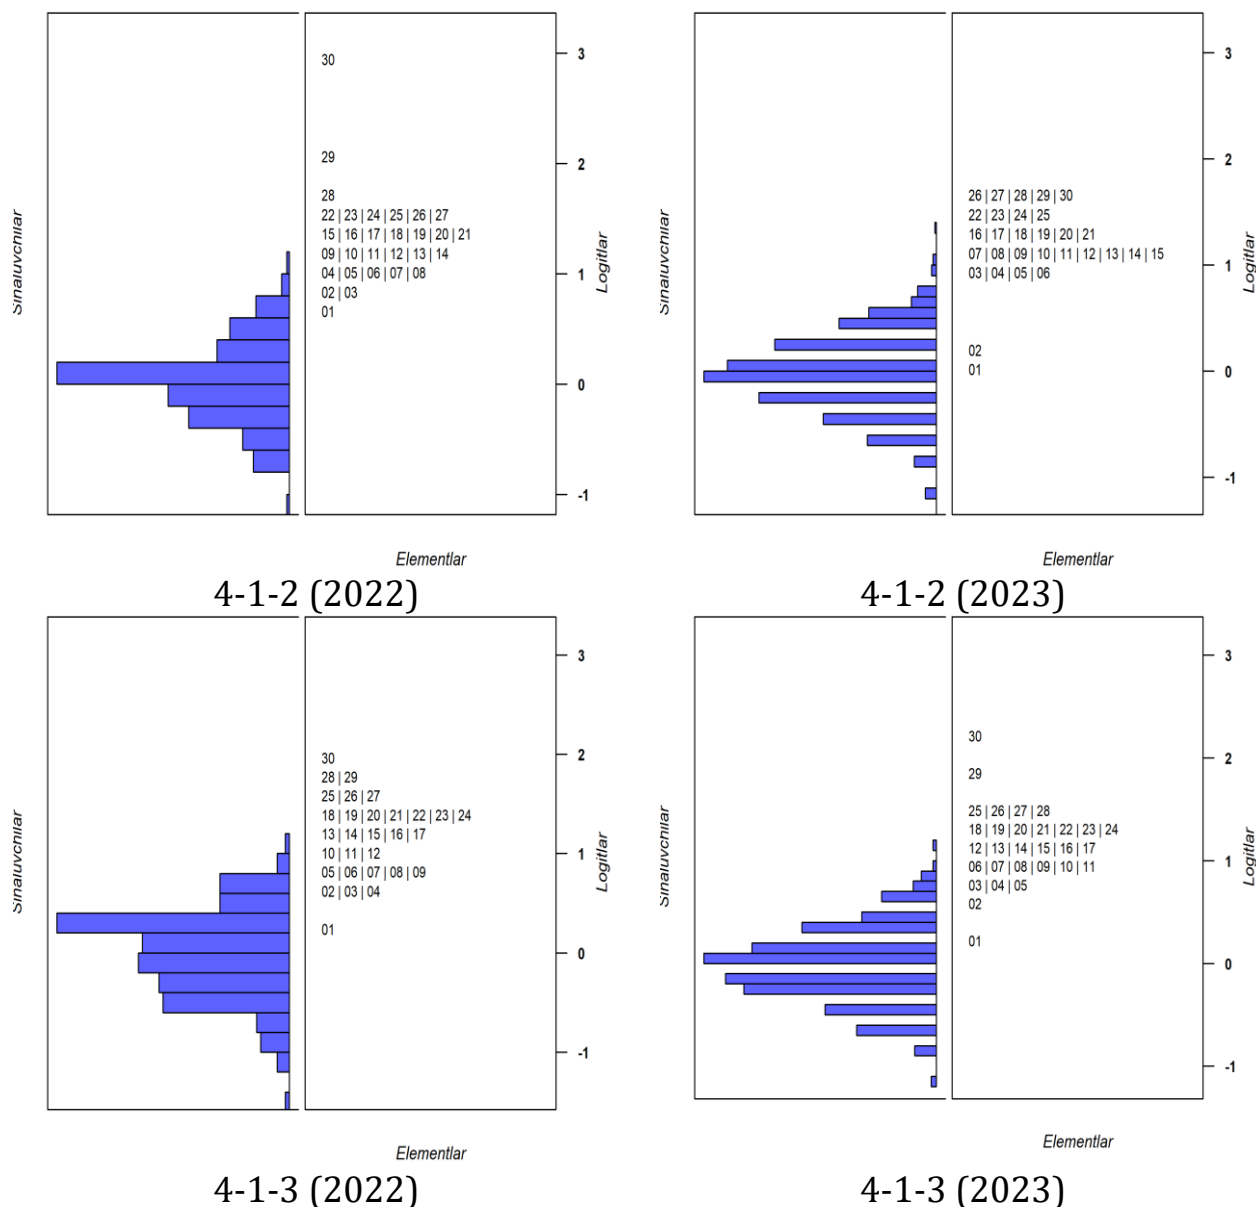 Sinaluvchilar
30
29
28
22 | 23 | 24 | 25 | 26 | 27
15 | 16 | 17 | 18 | 19 | 20 | 21
09 | 10 | 11 | 12 | 13 | 14
04 | 05 | 06 | 07 | 08
02 | 03
01
3
2
1
0
-1
Logitlar
Elementlar
4-1-2 (2022)
Sinaluvchilar
26 | 27 | 28 | 29 | 30
22 | 23 | 24 | 25
16 | 17 | 18 | 19 | 20 | 21
07 | 08 | 09 | 10 | 11 | 12 | 13 | 14 | 15
03 | 04 | 05 | 06
02
01
3
2
1
0
-1
Logitlar
Elementlar
4-1-2 (2023)
Sinaluvchilar
30
28 | 29
25 | 26 | 27
18 | 19 | 20 | 21 | 22 | 23 | 24
13 | 14 | 15 | 16 | 17
10 | 11 | 12
05 | 06 | 07 | 08 | 09
02 | 03 | 04
01
3
2
1
0
-1
Logitlar
Elementlar
4-1-3 (2022)
Sinaluvchilar
30
29
25 | 26 | 27 | 28
18 | 19 | 20 | 21 | 22 | 23 | 24
12 | 13 | 14 | 15 | 16 | 17
06 | 07 | 08 | 09 | 10 | 11
03 | 04 | 05
02
01
3
2
1
0
-1
Logitlar
Elementlar
4-1-3 (2023)